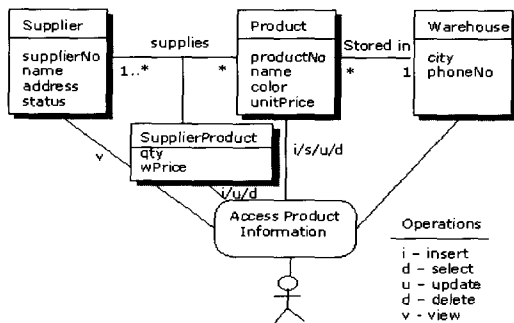 Supplier
supplierNo
name
address
status
supplies
1..*
*
Product
productNo
name
color
unitPrice
Stored in
*
1
Warehouse
city
phoneNo
SupplierProduct
qty
wPrice
v
i/u/d
i/s/u/d
Access Product
Information
Operations
i - insert
d - select
u - update
d - delete
v - view